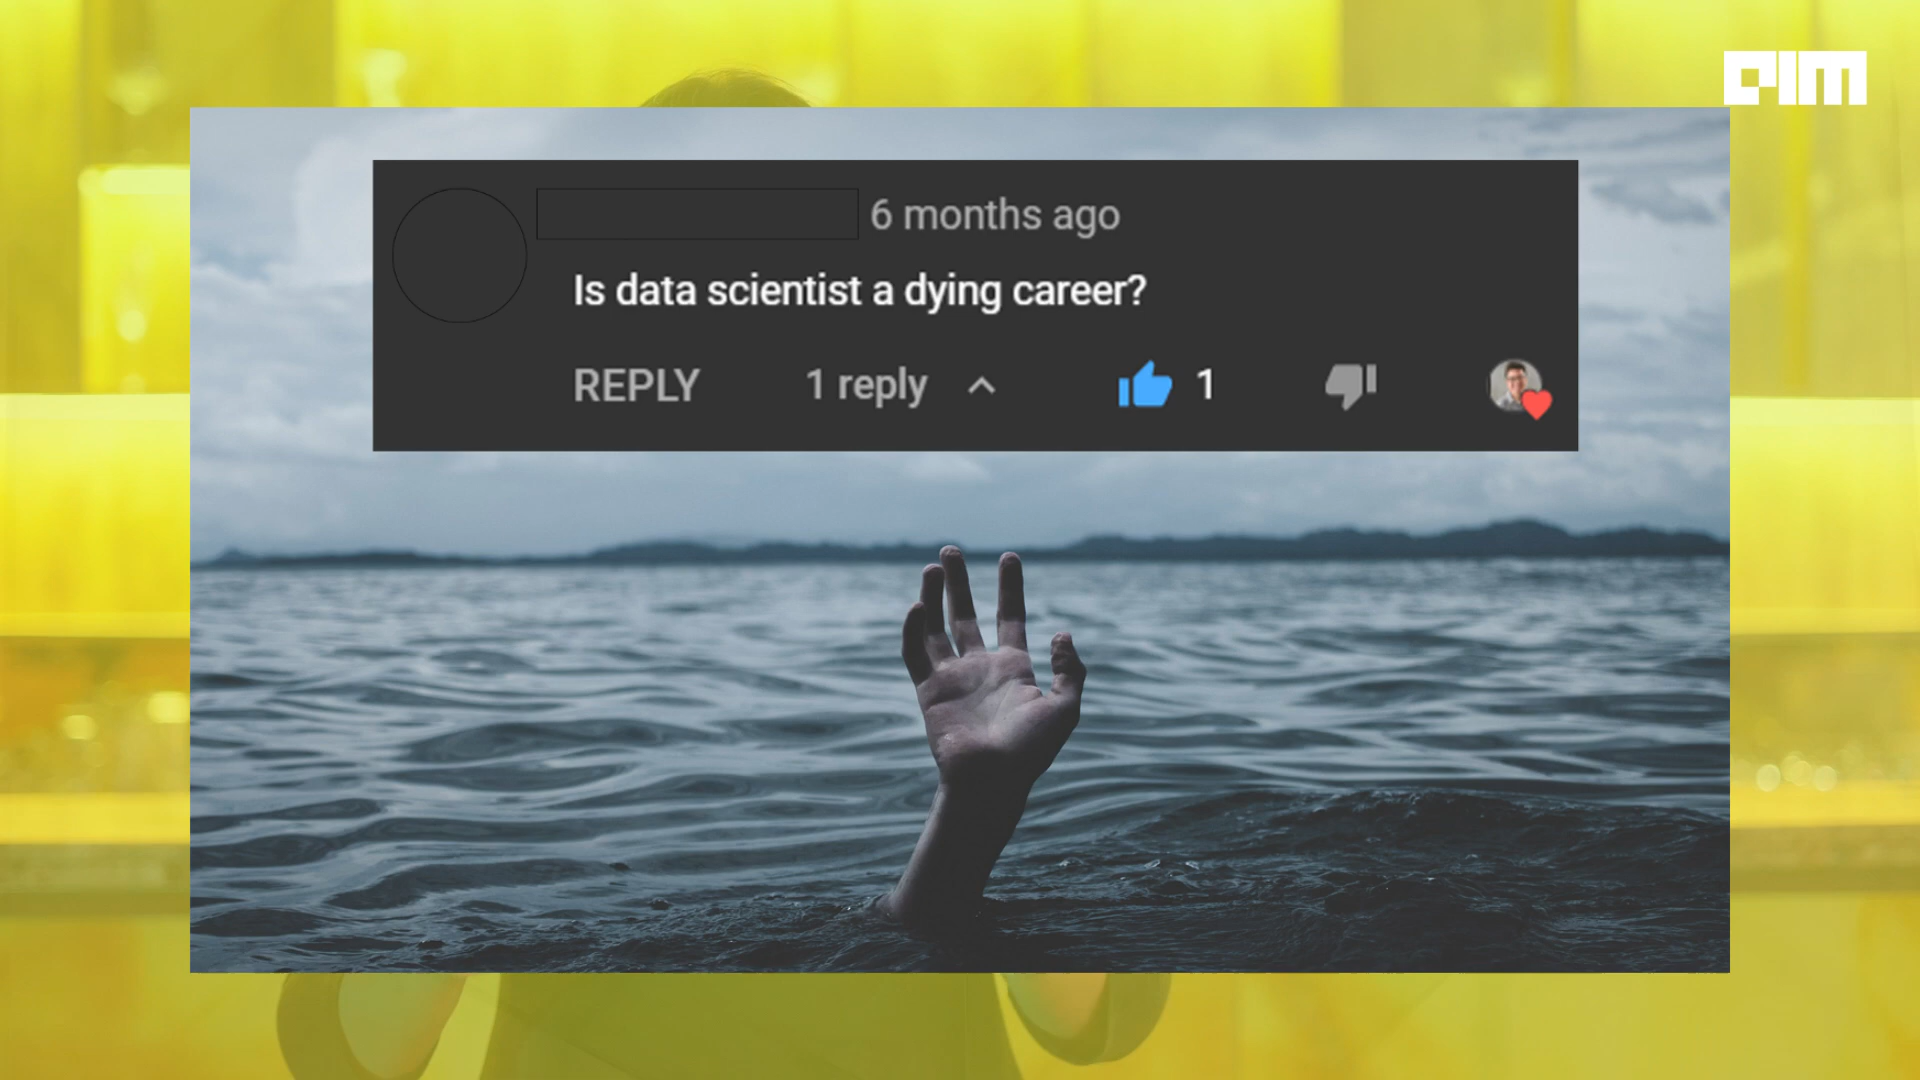 AIM
6 months ago
Is data scientist a dying career?
REPLY 1 reply 1